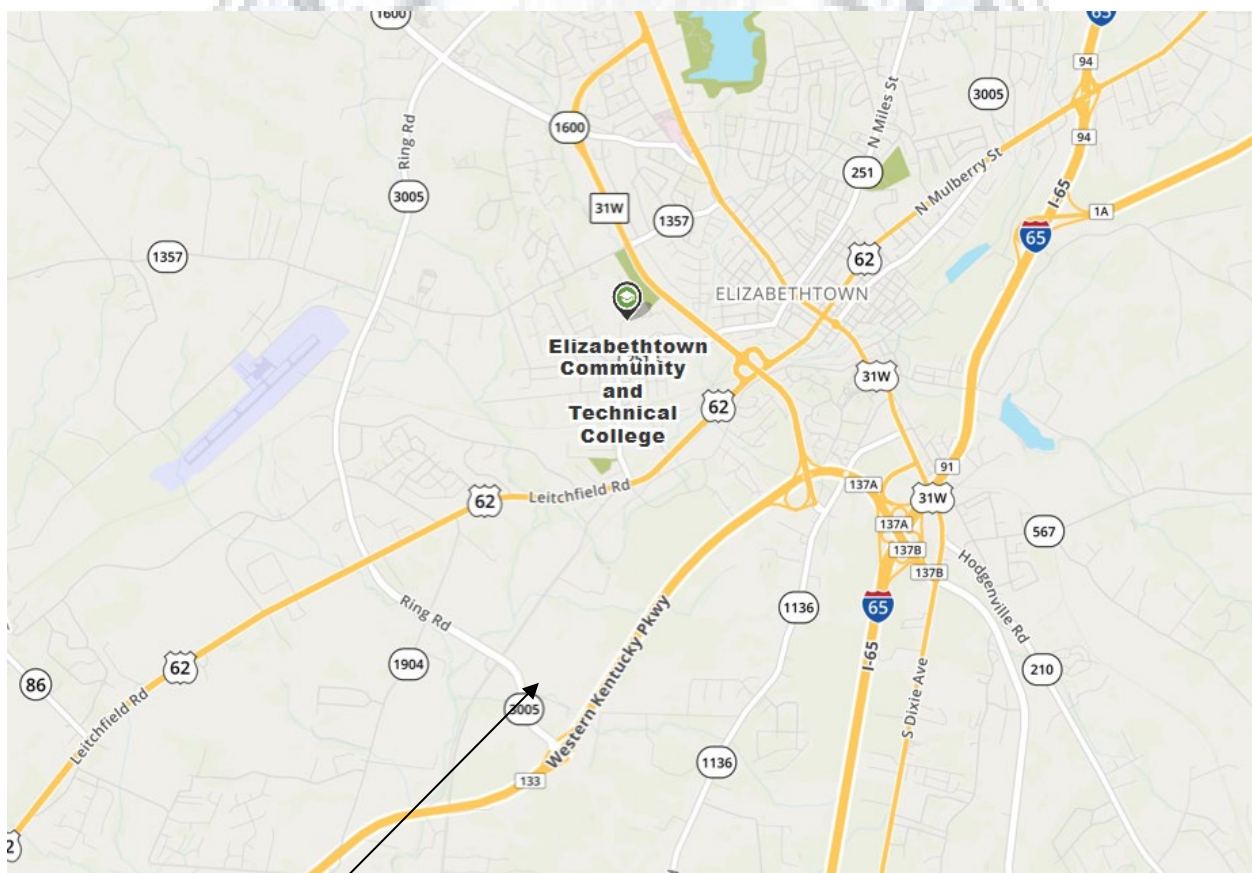 1600
65
94
3005
Ring Rd
N Miles St
1600
94
251
3005
N Mulberry St
I-65
31W
1A
1357
65
1357
62
ELIZABETHTOWN
Elizabethtown
Community
and
Technical
College
31W
62
91
137A
31W
62
Leitchfield Rd
137A
567
137B
137B
Hodgenville Rd
Ring Rd
1136
65
Western Kentucky Pkwy
I-65
1904
62
210
86
S Dixie Ave
Leitchfield Rd
3005
1136
133
2